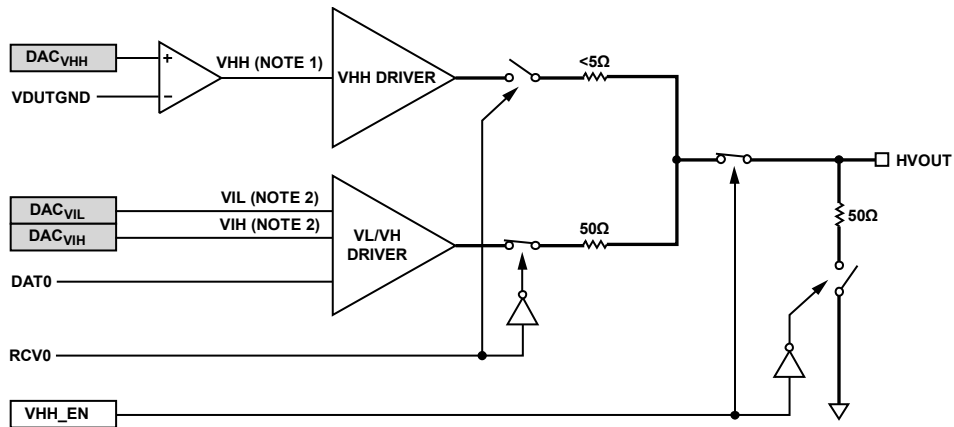 DACVHH
VDUTGND
+
−
VHH (NOTE 1)
VHH DRIVER
<5Ω
HVOUT
DACVIL
DACVIH
VIL (NOTE 2)
VIH (NOTE 2)
VL/VH
DRIVER
50Ω
50Ω
DAT0
RCV0
VHH_EN